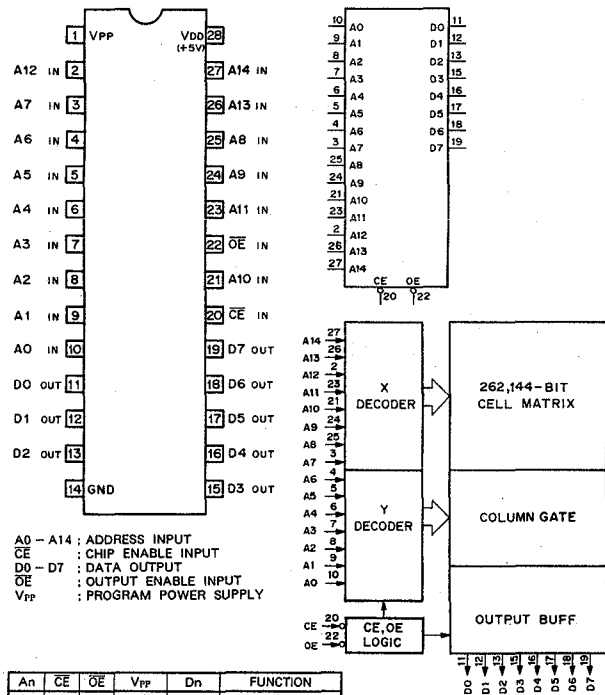 1 VPP VDD 28
(+5V)
A12 IN 2 27 A14 IN
A7 IN 3 26 A13 IN
A6 IN 4 25 A8 IN
A5 IN 5 24 A9 IN
A4 IN 6 23 A11 IN
A3 IN 7 22 O̅E̅ IN
A2 IN 8 21 A10 IN
A1 IN 9 20 C̅E̅ IN
A0 IN 10 19 D7 OUT
D0 OUT 11 18 D6 OUT
D1 OUT 12 17 D5 OUT
D2 OUT 13 16 D4 OUT
14 GND 15 D3 OUT
A0 - A14 ; ADDRESS INPUT
C̅E̅ : CHIP ENABLE INPUT
D0 - D7 : DATA OUTPUT
O̅E̅ : OUTPUT ENABLE INPUT
VPP : PROGRAM POWER SUPPLY
10 A0 D0 11
9 A1 D1 12
8 A2 D2 13
7 A3 D3 15
6 A4 D4 16
5 A5 D5 17
4 A6 D6 18
3 A7 D7 19
25 A8
24 A9
21 A10
23 A11
2 A12
26 A13
27 A14
CE OE
20 22
A14 27
A13 26
A12 2
A11 23
A10 21
A9 24
A8 25
A7 3
A6 4
A5 5
A4 6
A3 7
A2 8
A1 9
A0 10
X
DECODER
Y
DECODER
262,144-BIT
CELL MATRIX
COLUMN GATE
OUTPUT BUFF
CE 20
OE 22
CE,OE
LOGIC
11 12 13 15 16 17 18 19
D0 D1 D2 D3 D4 D5 D6 D7
An C̅E̅ O̅E̅ VPP Dn FUNCTION